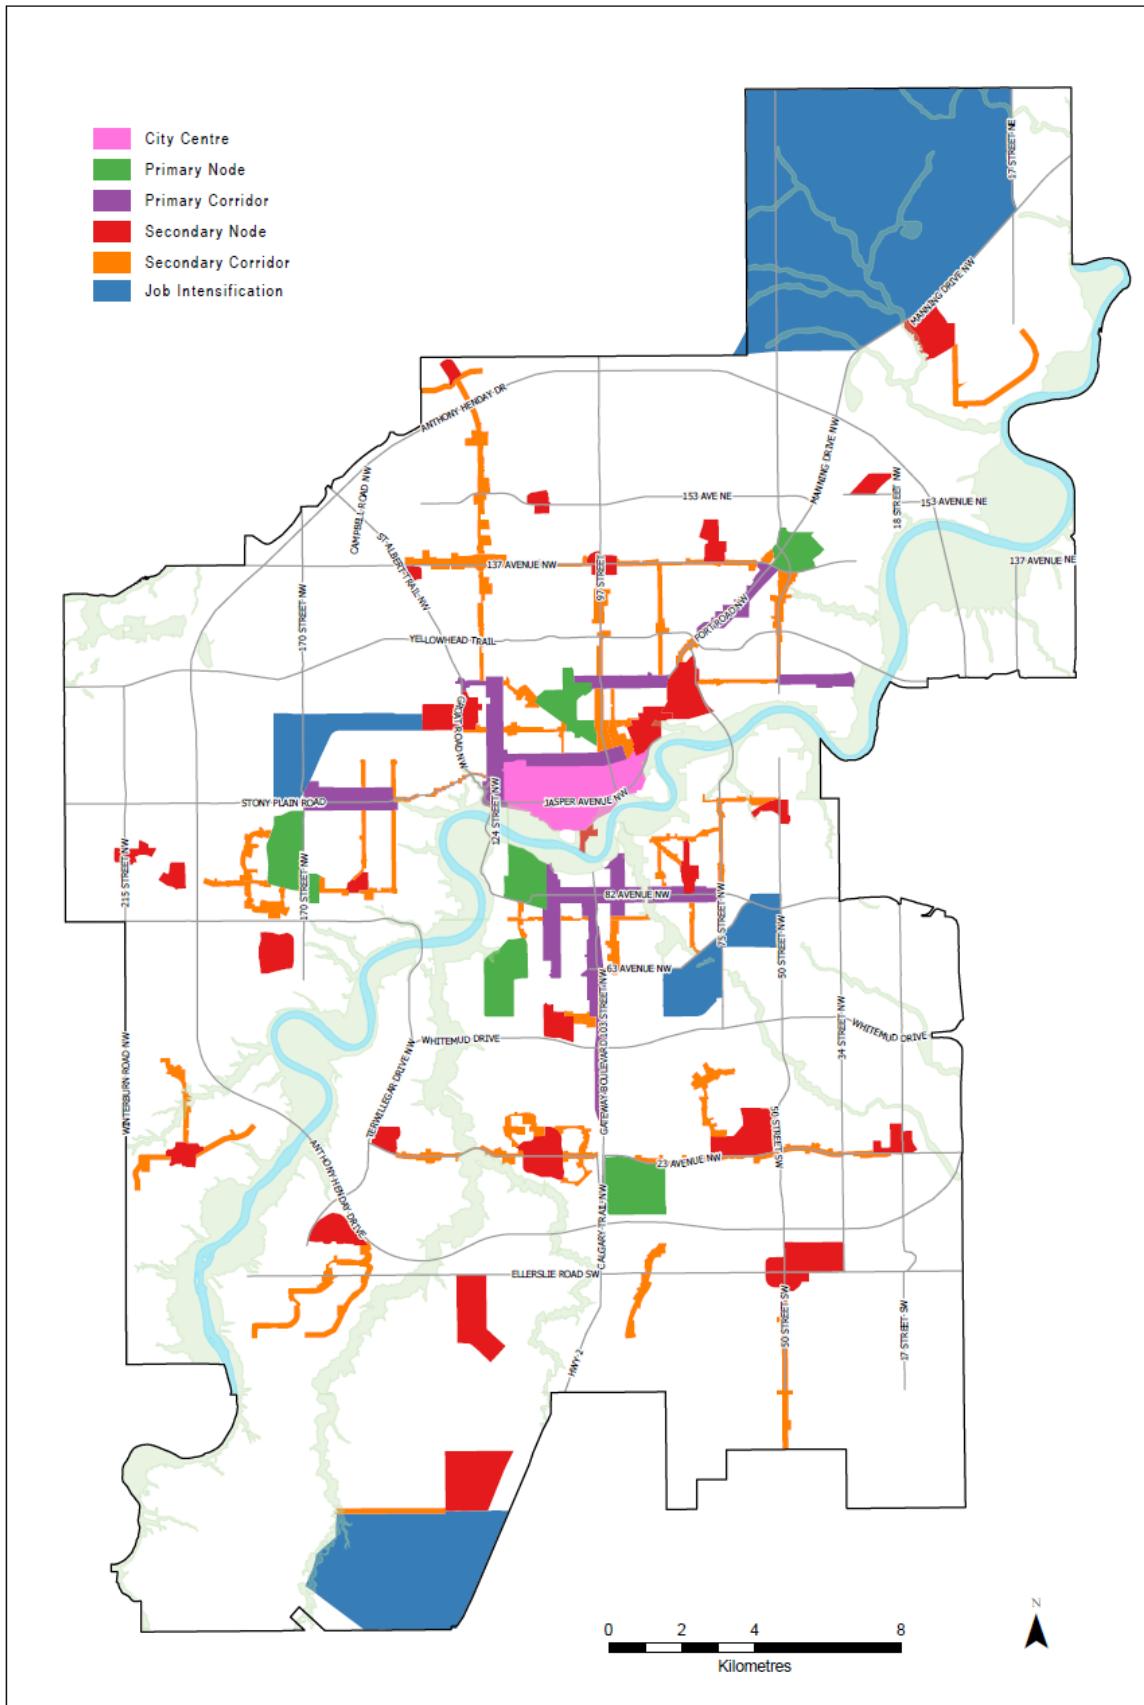 City Centre
Primary Node
Primary Corridor
Secondary Node
Secondary Corridor
Job Intensification
17 STREET NE
MANNING DRIVE NW
ANTHONY HENDAY DR
CAMPBELL ROAD NW
MANNING DRIVE NW
153 AVE NE
18 STREET NW
153 AVENUE NE
ST ALBERT TRAIL NW
137 AVENUE NW
97 STREET
137 AVENUE NE
170 STREET NW
YELLOWHEAD TRAIL
FORT ROAD NW
GROAT ROAD NW
STONY PLAIN ROAD
124 STREET NW
JASPER AVENUE NW
215 STREET NW
170 STREET NW
82 AVENUE NW
75 STREET NW
50 STREET NW
63 AVENUE NW
WINTERBURN ROAD NW
TERWILLEGAR DRIVE NW
WHITEMUD DRIVE
GATEWAY BOULEVARD 103 STREET NW
34 STREET NW
WHITEMUD DRIVE
ANTHONY HENDAY DRIVE
23 AVENUE NW
50 STREET SW
CALGARY TRAIL NW
ELLERSLIE ROAD SW
50 STREET SW
17 STREET SW
HWY 2
N
0 2 4 8
Kilometres